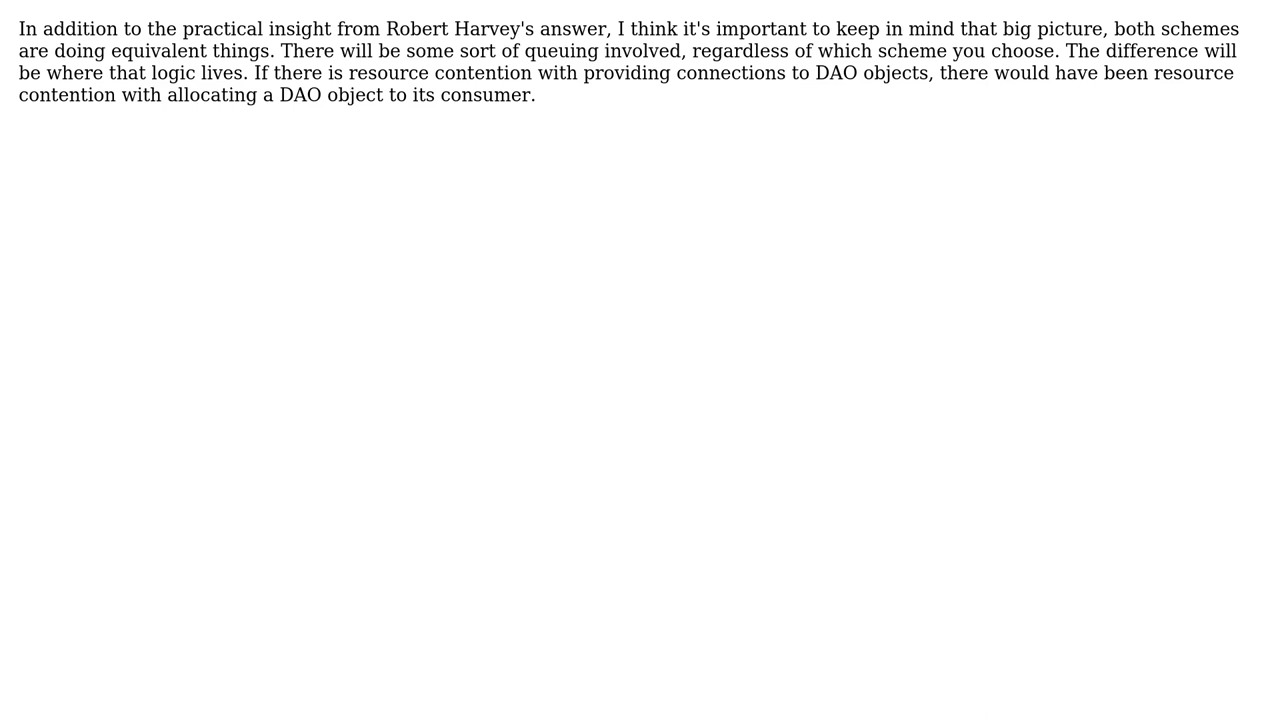 In addition to the practical insight from Robert Harvey's answer, I think it's important to keep in mind that big picture, both schemes
are doing equivalent things. There will be some sort of queuing involved, regardless of which scheme you choose. The difference will
be where that logic lives. If there is resource contention with providing connections to DAO objects, there would have been resource
contention with allocating a DAO object to its consumer.